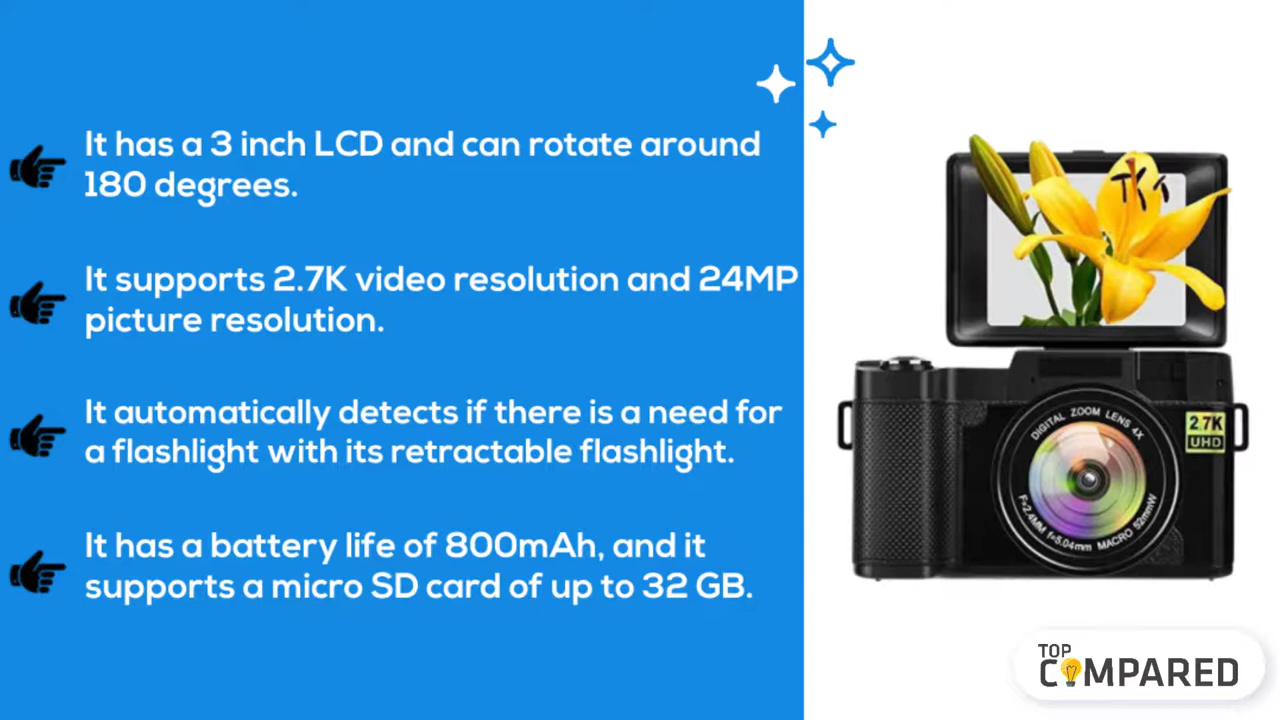 It has a 3 inch LCD and can rotate around
180 degrees.
It supports 2.7K video resolution and 24MP
picture resolution.
It automatically detects if there is a need for
a flashlight with its retractable flashlight.
It has a battery life of 800mAh, and it
supports a micro SD card of up to 32 GB.
DIGITAL ZOOM LENS 4X
F=2.4MM f=5.04mm MACRO 52mmW
2.7K
UHD
TOP
COMPARED